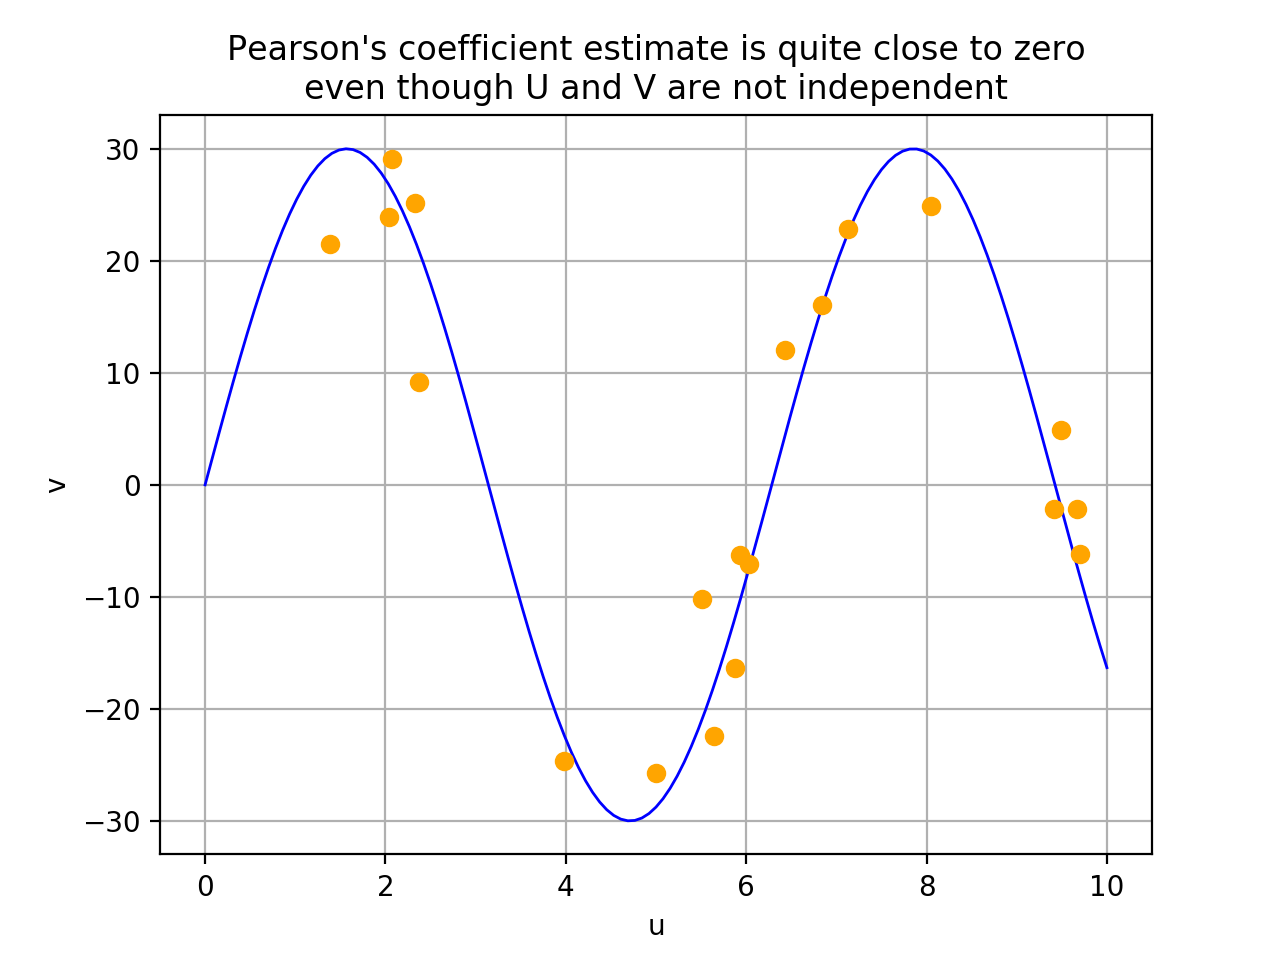 Pearson's coefficient estimate is quite close to zero
even though U and V are not independent
30
20
10
0
−10
−20
−30
v
0 2 4 6 8 10
u